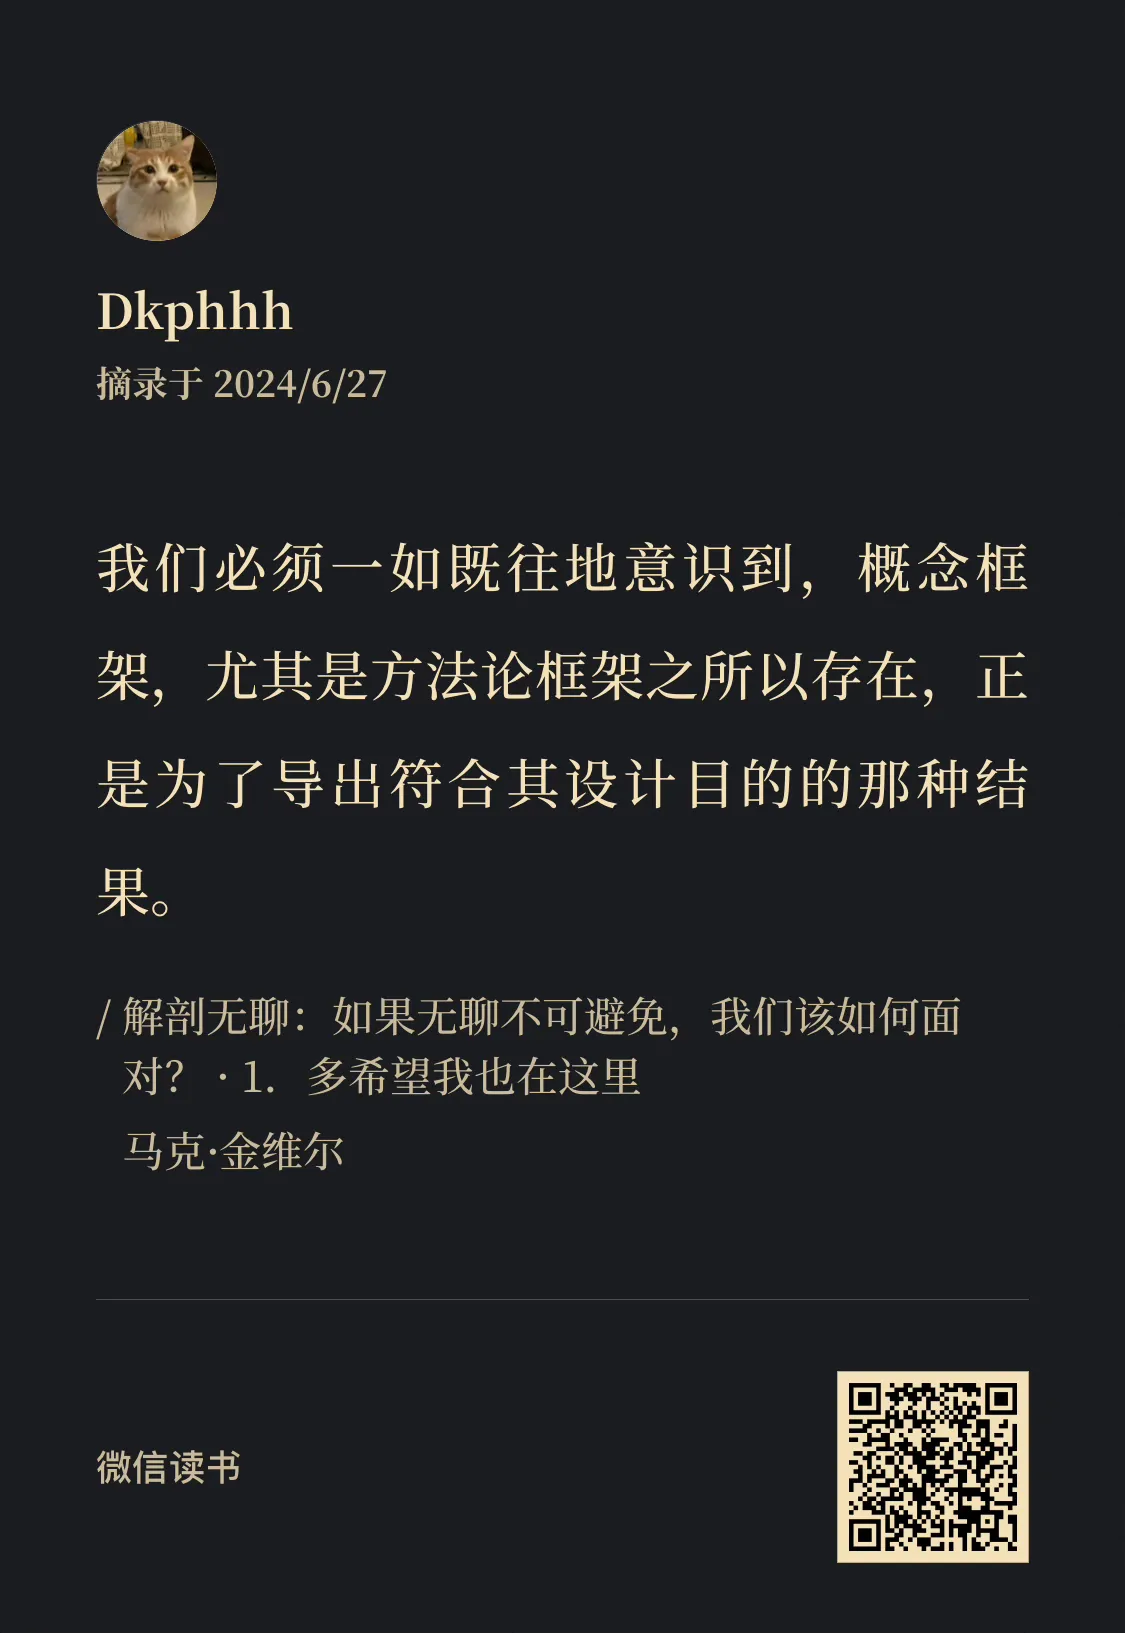 Dkphhh
摘录于 2024/6/27
我们必须一如既往地意识到，概念框
架，尤其是方法论框架之所以存在，正
是为了导出符合其设计目的的那种结
果。
/ 解剖无聊：如果无聊不可避免，我们该如何面
对？ · 1. 多希望我也在这里
马克·金维尔
微信读书